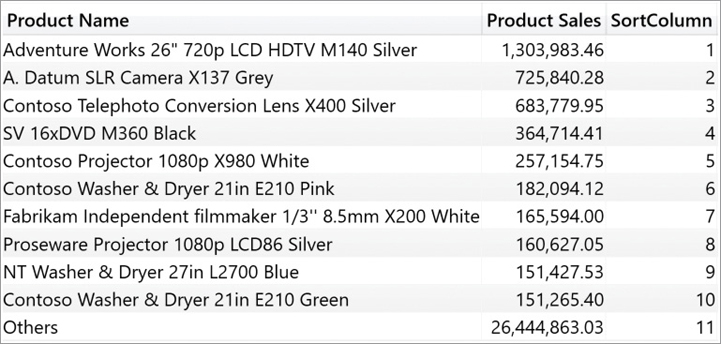 Product Name Product Sales SortColumn
Adventure Works 26" 720p LCD HDTV M140 Silver 1,303,983.46 1
A. Datum SLR Camera X137 Grey 725,840.28 2
Contoso Telephoto Conversion Lens X400 Silver 683,779.95 3
SV 16xDVD M360 Black 364,714.41 4
Contoso Projector 1080p X980 White 257,154.75 5
Contoso Washer & Dryer 21in E210 Pink 182,094.12 6
Fabrikam Independent filmmaker 1/3'' 8.5mm X200 White 165,594.00 7
Proseware Projector 1080p LCD86 Silver 160,627.05 8
NT Washer & Dryer 27in L2700 Blue 151,427.53 9
Contoso Washer & Dryer 21in E210 Green 151,265.40 10
Others 26,444,863.03 11